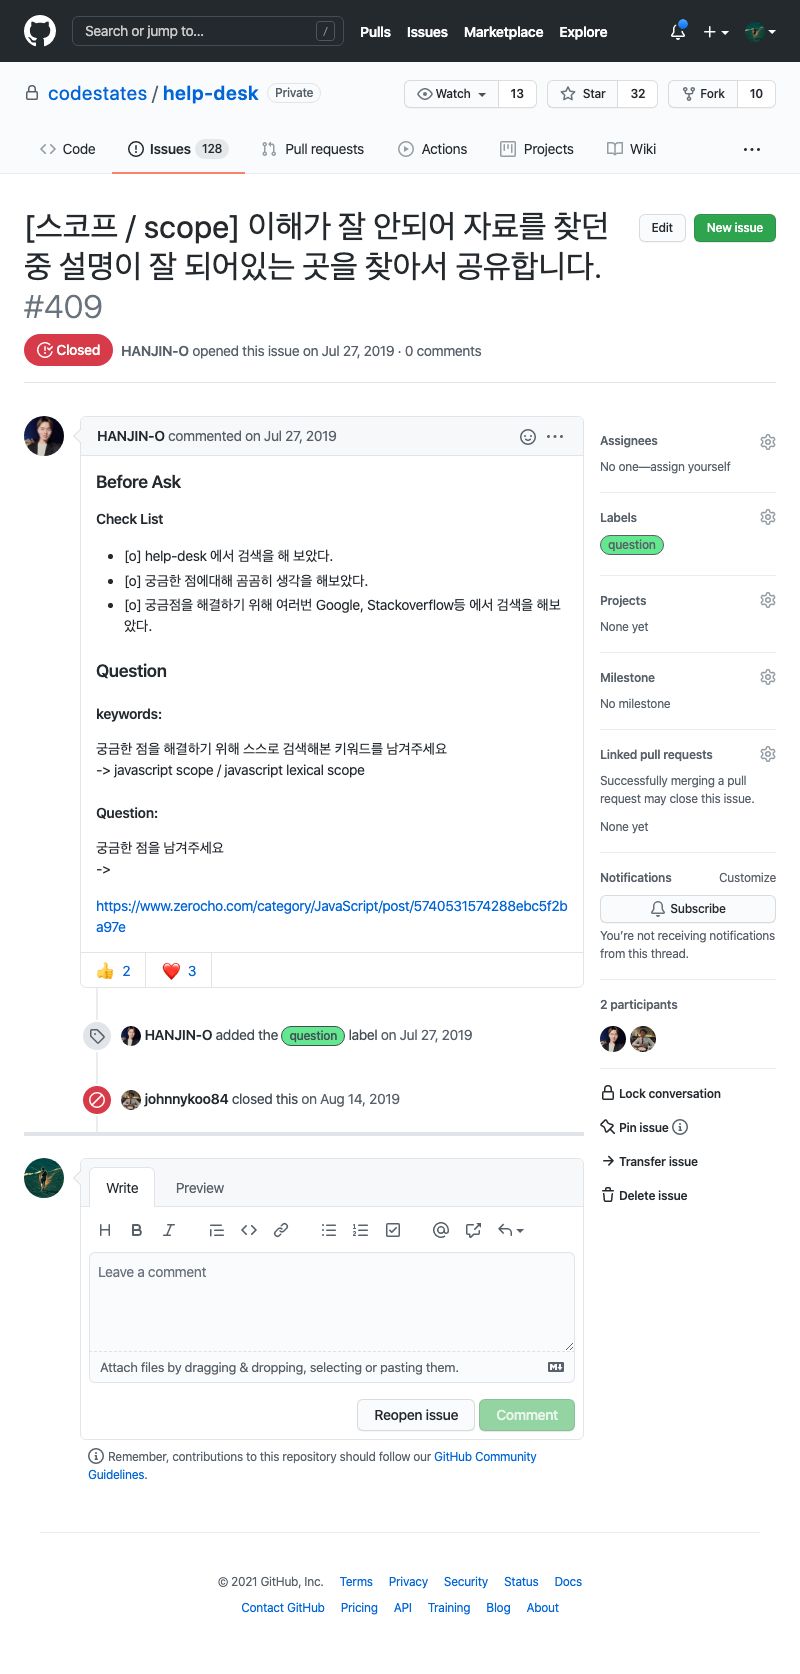 Search or jump to... /
Pulls Issues Marketplace Explore
codestates / help-desk Private
Watch 13 Star 32 Fork 10
Code Issues 128 Pull requests Actions Projects Wiki
[스코프 / scope] 이해가 잘 안되어 자료를 찾던
중 설명이 잘 되어있는 곳을 찾아서 공유합니다.
#409
Edit New issue
Closed HANJIN-O opened this issue on Jul 27, 2019 · 0 comments
HANJIN-O commented on Jul 27, 2019
Before Ask
Check List
[o] help-desk 에서 검색을 해 보았다.
[o] 궁금한 점에대해 곰곰히 생각을 해보았다.
[o] 궁금점을 해결하기 위해 여러번 Google, Stackoverflow등 에서 검색을 해보
았다.
Question
keywords:
궁금한 점을 해결하기 위해 스스로 검색해본 키워드를 남겨주세요
-> javascript scope / javascript lexical scope
Question:
궁금한 점을 남겨주세요
->
https://www.zerocho.com/category/JavaScript/post/5740531574288ebc5f2b
a97e
👍 2 ❤️ 3
HANJIN-O added the question label on Jul 27, 2019
johnnykoo84 closed this on Aug 14, 2019
Write Preview
H B I
Leave a comment
Attach files by dragging & dropping, selecting or pasting them.
Reopen issue Comment
Remember, contributions to this repository should follow our GitHub Community
Guidelines.
Assignees
No one—assign yourself
Labels
question
Projects
None yet
Milestone
No milestone
Linked pull requests
Successfully merging a pull
request may close this issue.
None yet
Notifications Customize
Subscribe
You're not receiving notifications
from this thread.
2 participants
Lock conversation
Pin issue
Transfer issue
Delete issue
© 2021 GitHub, Inc. Terms Privacy Security Status Docs
Contact GitHub Pricing API Training Blog About